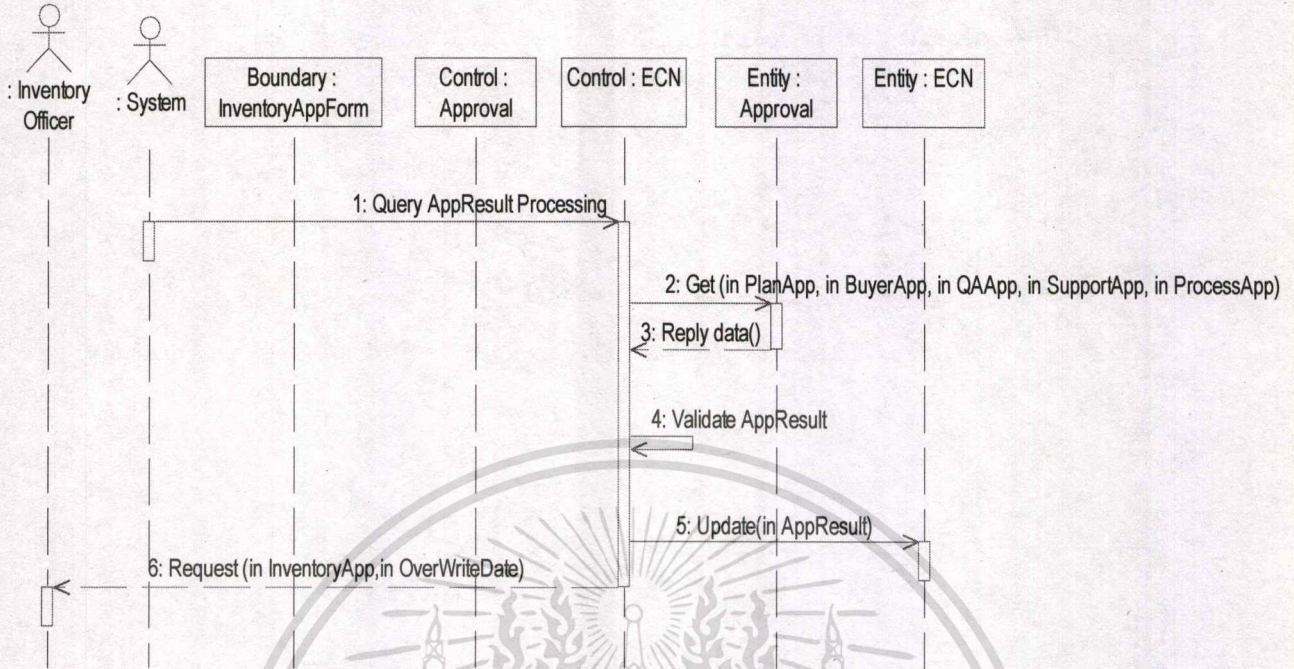 : Inventory
Officer
: System
Boundary :
InventoryAppForm
Control :
Approval
Control : ECN
Entity :
Approval
Entity : ECN
1: Query AppResult Processing
2: Get (in PlanApp, in BuyerApp, in QAApp, in SupportApp, in ProcessApp)
3: Reply data()
4: Validate AppResult
5: Update(in AppResult)
6: Request (in InventoryApp,in OverWriteDate)